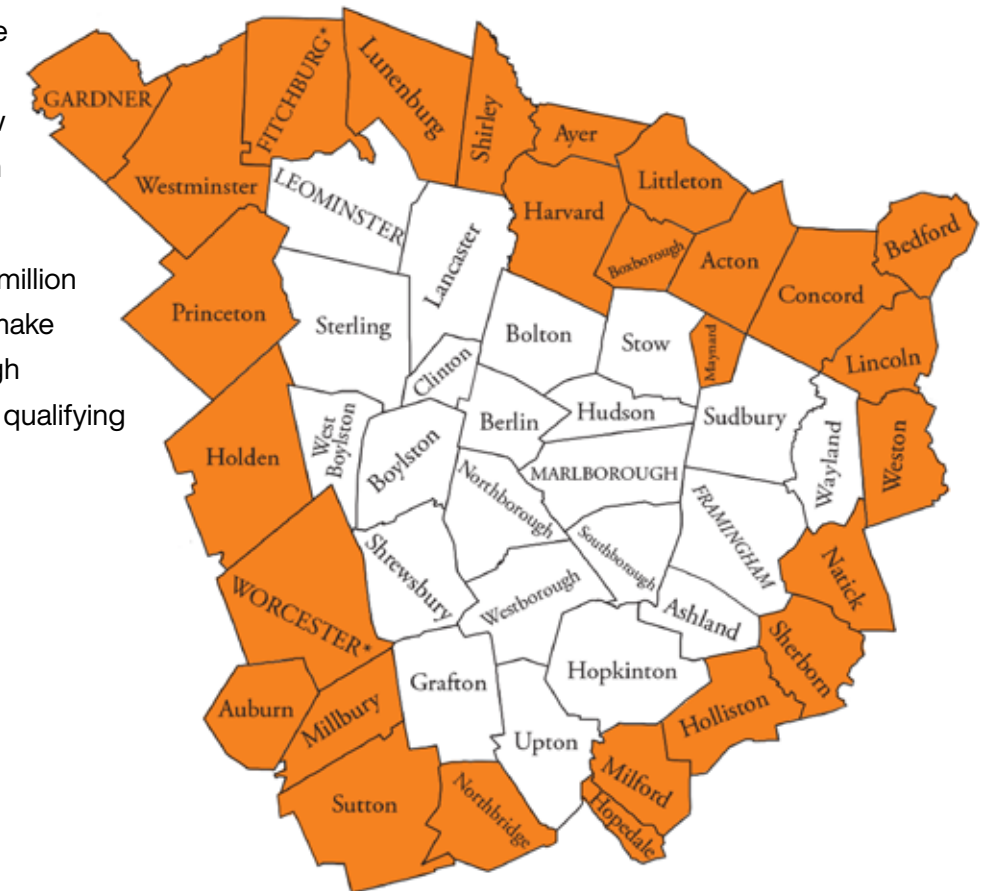 e
y
million
make
gh
qualifying
GARDNER
FITCHBURG*
Lunenburg
Shirley
Ayer
Westminster
LEOMINSTER
Littleton
Harvard
Bedford
Boxborough
Acton
Lancaster
Concord
Princeton
Sterling
Bolton
Stow
Maynard
Lincoln
Clinton
Berlin
Hudson
Sudbury
Wayland
Weston
Holden
West
Boylston
Boylston
MARLBOROUGH
Northborough
FRAMINGHAM
Southborough
Shrewsbury
Westborough
Natick
Ashland
WORCESTER*
Sherborn
Hopkinton
Grafton
Auburn
Millbury
Holliston
Upton
Milford
Sutton
Northbridge
Hopedale